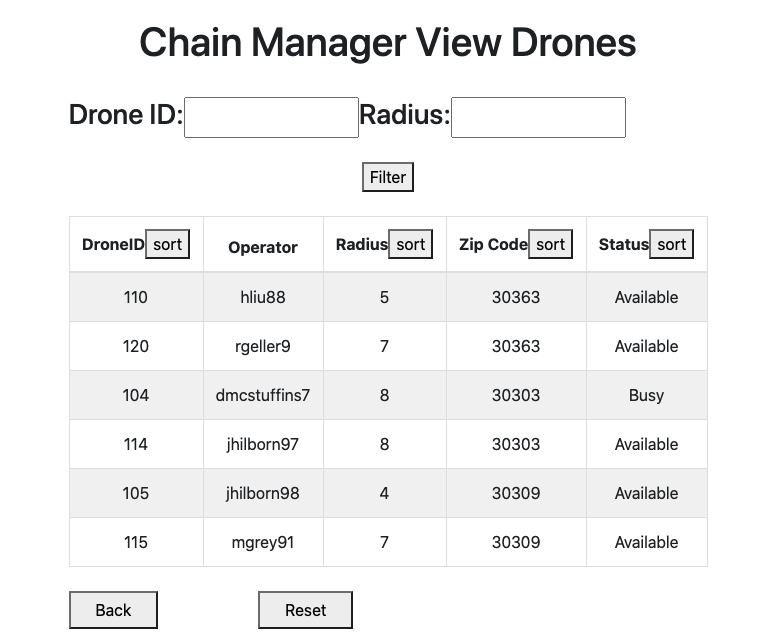 Chain Manager View Drones
Drone ID: Radius:
Filter
DroneID sort Operator Radius sort Zip Code sort Status sort
110 hliu88 5 30363 Available
120 rgeller9 7 30363 Available
104 dmcstuffins7 8 30303 Busy
114 jhilborn97 8 30303 Available
105 jhilborn98 4 30309 Available
115 mgrey91 7 30309 Available
Back Reset